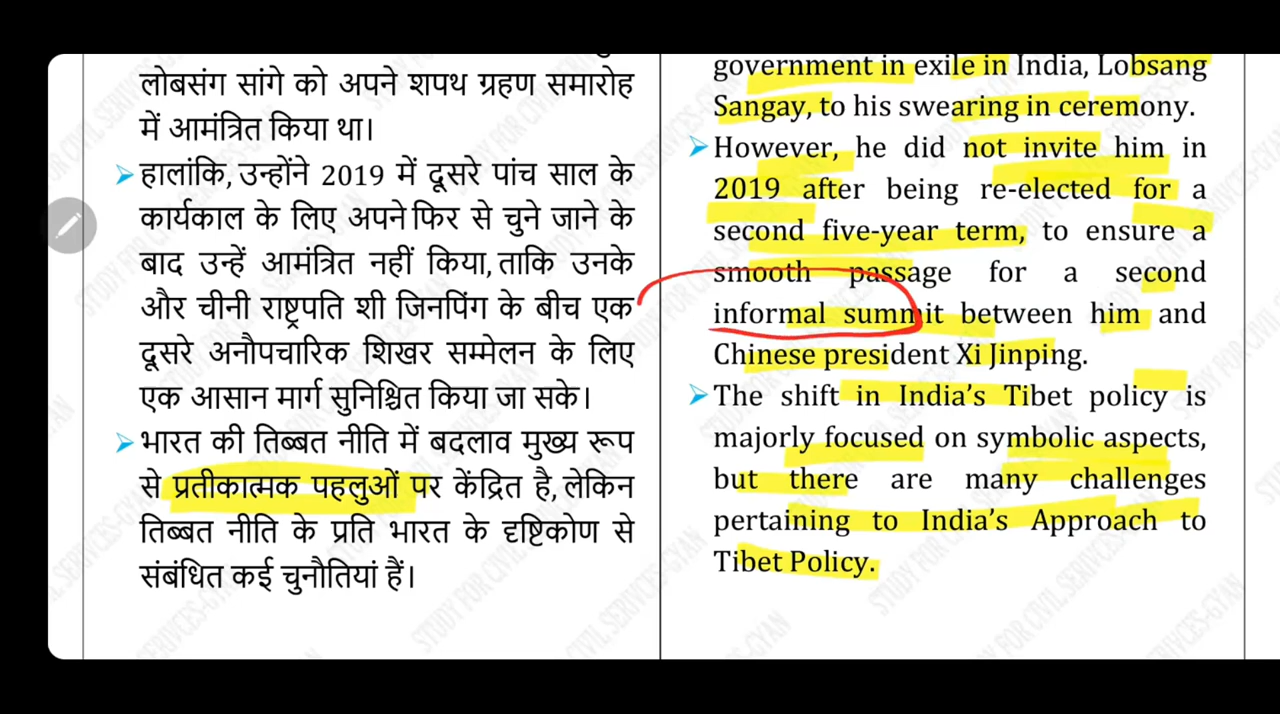 लोबसंग सांगे को अपने शपथ ग्रहण समारोह
में आमंत्रित किया था।
➤हालांकि, उन्होंने 2019 में दूसरे पांच साल के
कार्यकाल के लिए अपने फिर से चुने जाने के
बाद उन्हें आमंत्रित नहीं किया, ताकि उनके
और चीनी राष्ट्रपति शी जिनपिंग के बीच एक
दूसरे अनौपचारिक शिखर सम्मेलन के लिए
एक आसान मार्ग सुनिश्चित किया जा सके।
➤भारत की तिब्बत नीति में बदलाव मुख्य रूप
से प्रतीकात्मक पहलुओं पर केंद्रित है, लेकिन
तिब्बत नीति के प्रति भारत के दृष्टिकोण से
संबंधित कई चुनौतियां हैं।
government in exile in India, Lobsang
Sangay, to his swearing in ceremony.
➤However, he did not invite him in
2019 after being re-elected for a
second five-year term, to ensure a
smooth passage for a second
informal summit between him and
Chinese president Xi Jinping.
➤The shift in India's Tibet policy is
majorly focused on symbolic aspects,
but there are many challenges
pertaining to India's Approach to
Tibet Policy.
STUDY FOR CIVIL SERIVCES-GYAN